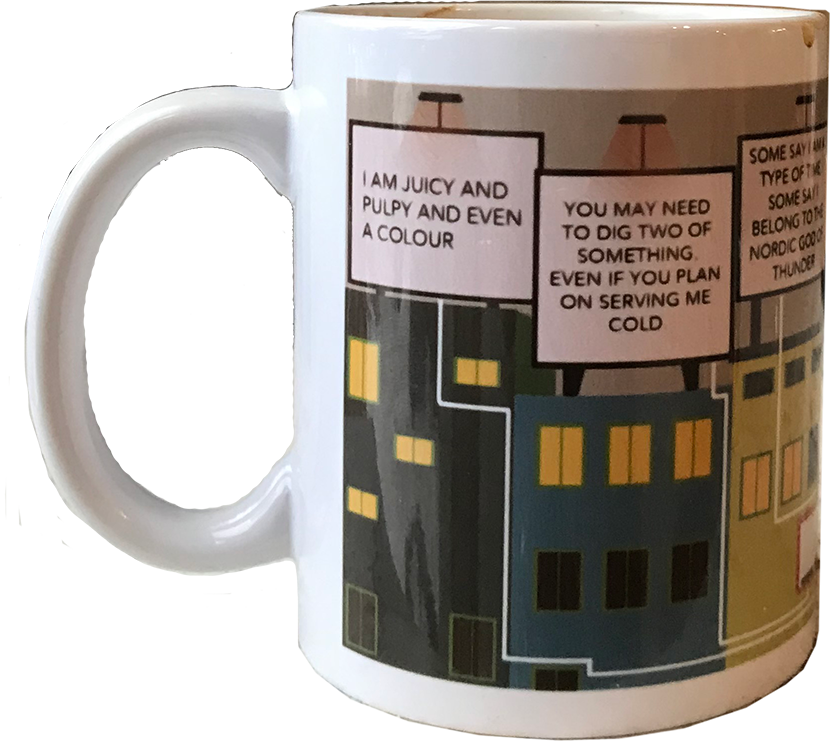 I AM JUICY AND
PULPY AND EVEN
A COLOUR
YOU MAY NEED
TO DIG TWO OF
SOMETHING.
EVEN IF YOU PLAN
ON SERVING ME
COLD
SOME SAY I AM A
TYPE OF TIME
SOME SAY I
BELONG TO THE
NORDIC GOD OF
THUNDER